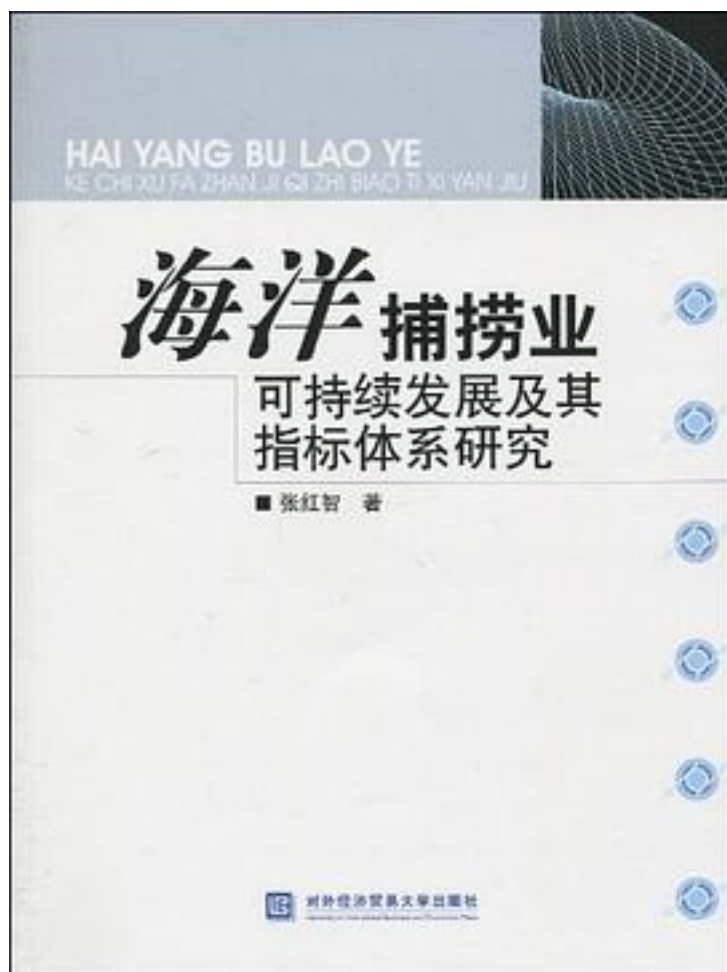 HAI YANG BU LAO YE
KE CHI XU FA ZHAN JI QI ZHI BIAO TI XI YAN JIU
海洋 捕捞业
可持续发展及其
指标体系研究
■ 张红智 著
对外经济贸易大学出版社